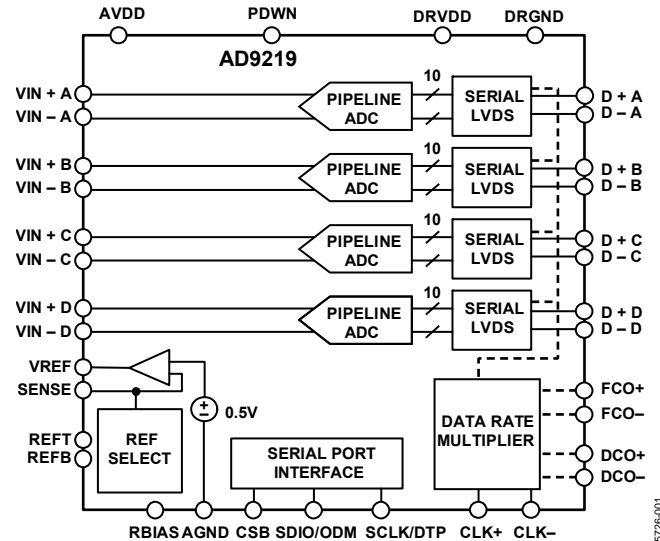 AVDD PDWN DRVDD DRGND
AD9219
VIN + A
VIN – A
PIPELINE
ADC
10
SERIAL
LVDS
D + A
D – A
VIN + B
VIN – B
PIPELINE
ADC
10
SERIAL
LVDS
D + B
D – B
VIN + C
VIN – C
PIPELINE
ADC
10
SERIAL
LVDS
D + C
D – C
VIN + D
VIN – D
PIPELINE
ADC
10
SERIAL
LVDS
D + D
D – D
VREF
SENSE
+
–
0.5V
REFT
REFB
REF
SELECT
SERIAL PORT
INTERFACE
DATA RATE
MULTIPLIER
FCO+
FCO–
DCO+
DCO–
RBIAS AGND CSB SDIO/ODM SCLK/DTP CLK+ CLK–